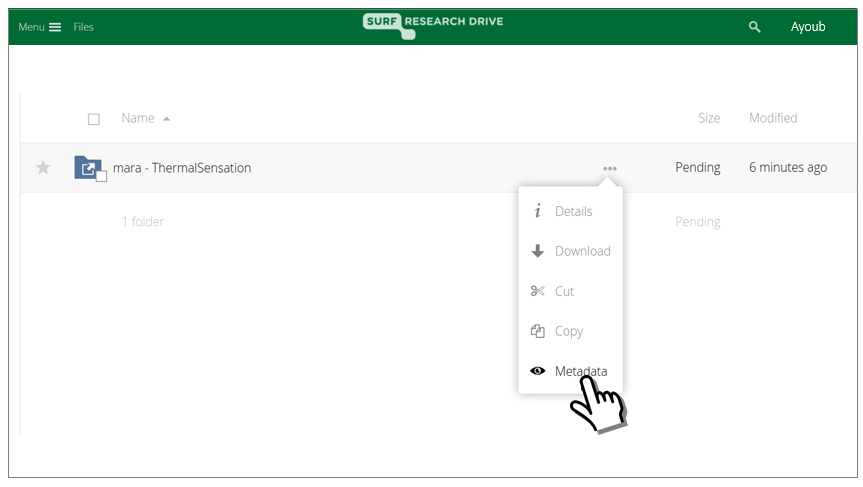 Menu Files SURF RESEARCH DRIVE Ayoub
Name Size Modified
mara - ThermalSensation Pending 6 minutes ago
1 folder Pending
Details
Download
Cut
Copy
Metadata